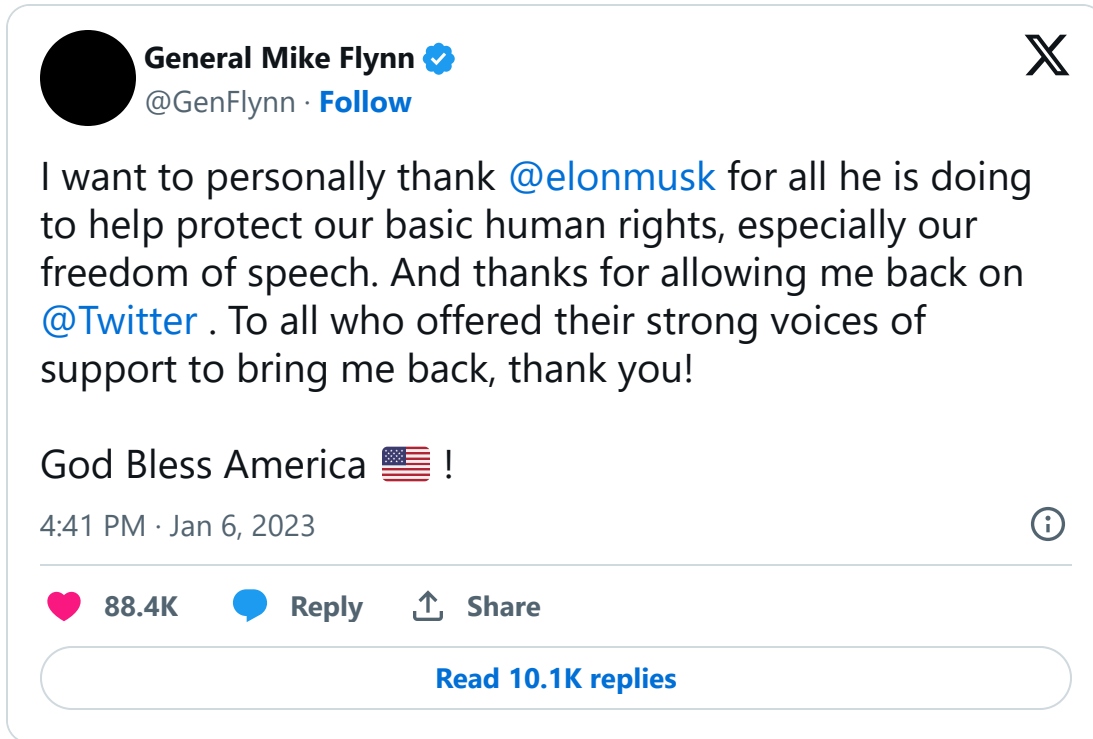 General Mike Flynn
@GenFlynn · Follow
I want to personally thank @elonmusk for all he is doing
to help protect our basic human rights, especially our
freedom of speech. And thanks for allowing me back on
@Twitter . To all who offered their strong voices of
support to bring me back, thank you!
God Bless America 🇺🇸 !
4:41 PM · Jan 6, 2023
88.4K Reply Share
Read 10.1K replies